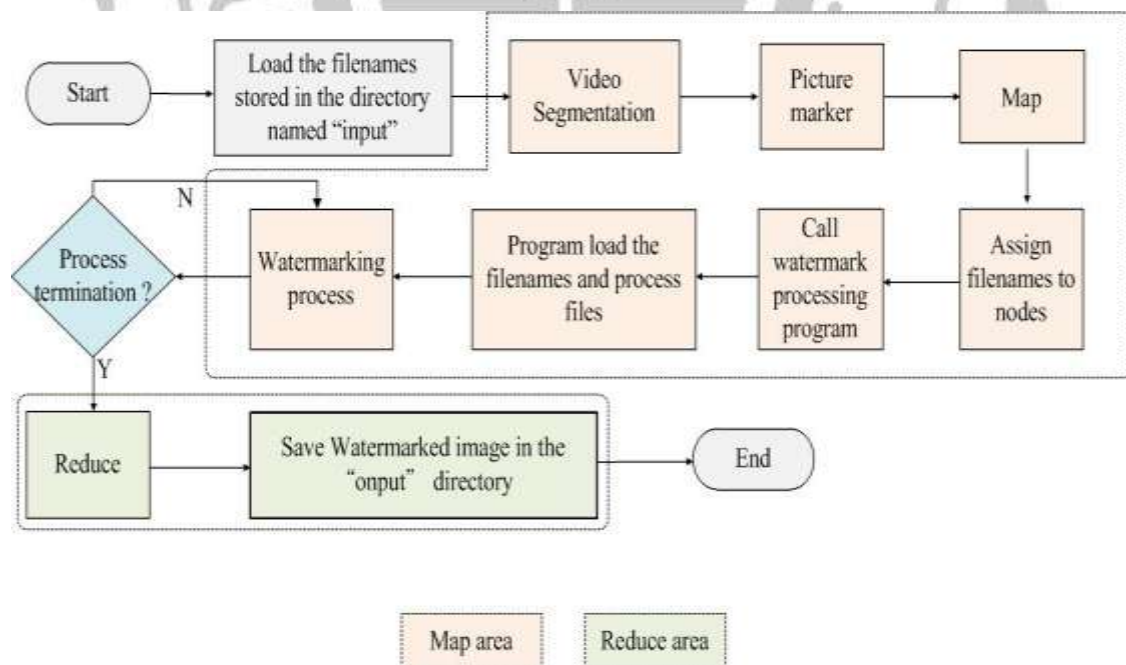 Start
Load the filenames
stored in the directory
named “input”
Video
Segmentation
Picture
marker
Map
Assign
filenames to
nodes
Call
watermark
processing
program
Program load the
filenames and process
files
Watermarking
process
Process
termination ?
N
Y
Reduce
Save Watermarked image in the
“onput” directory
End
Map area
Reduce area